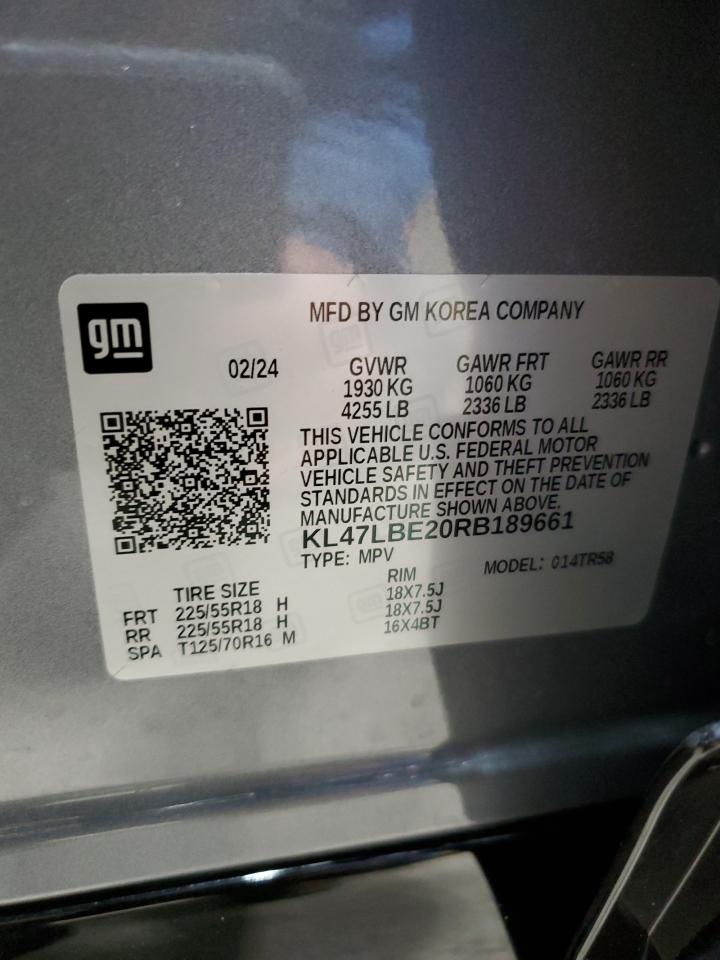 gm
MFD BY GM KOREA COMPANY
02/24
GVWR GAWR FRT GAWR RR
1930 KG 1060 KG 1060 KG
4255 LB 2336 LB 2336 LB
THIS VEHICLE CONFORMS TO ALL
APPLICABLE U.S. FEDERAL MOTOR
VEHICLE SAFETY AND THEFT PREVENTION
STANDARDS IN EFFECT ON THE DATE OF
MANUFACTURE SHOWN ABOVE.
KL47LBE20RB189661
TYPE: MPV MODEL: 014TR58
TIRE SIZE RIM
FRT 225/55R18 H 18X7.5J
RR 225/55R18 H 18X7.5J
SPA T125/70R16 M 16X4BT